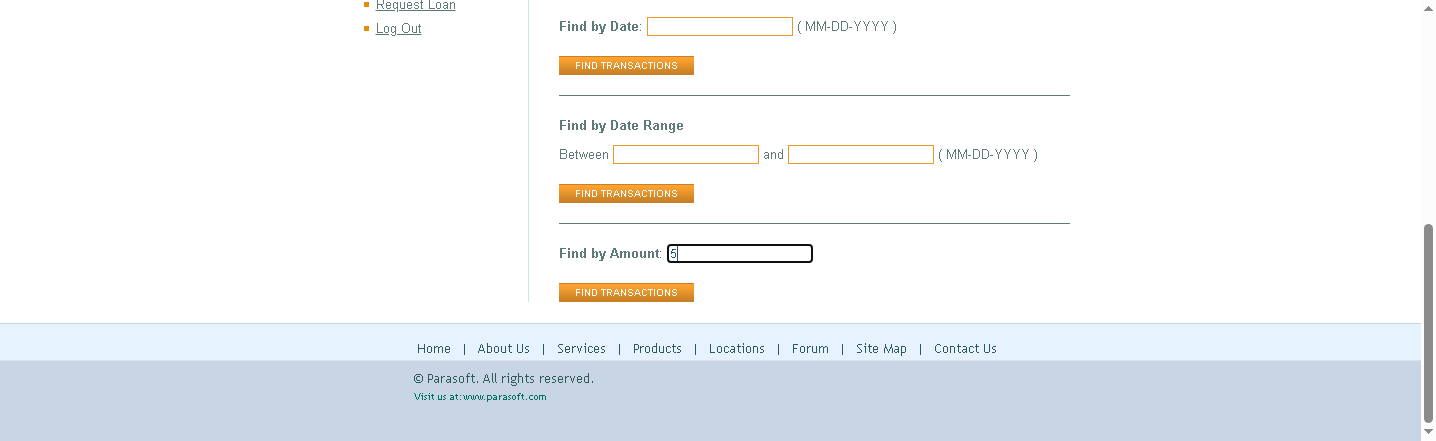 Request Loan
Log Out
Find by Date: ( MM-DD-YYYY )
FIND TRANSACTIONS
Find by Date Range
Between and ( MM-DD-YYYY )
FIND TRANSACTIONS
Find by Amount: 5
FIND TRANSACTIONS
Home | About Us | Services | Products | Locations | Forum | Site Map | Contact Us
© Parasoft. All rights reserved.
Visit us at: www.parasoft.com